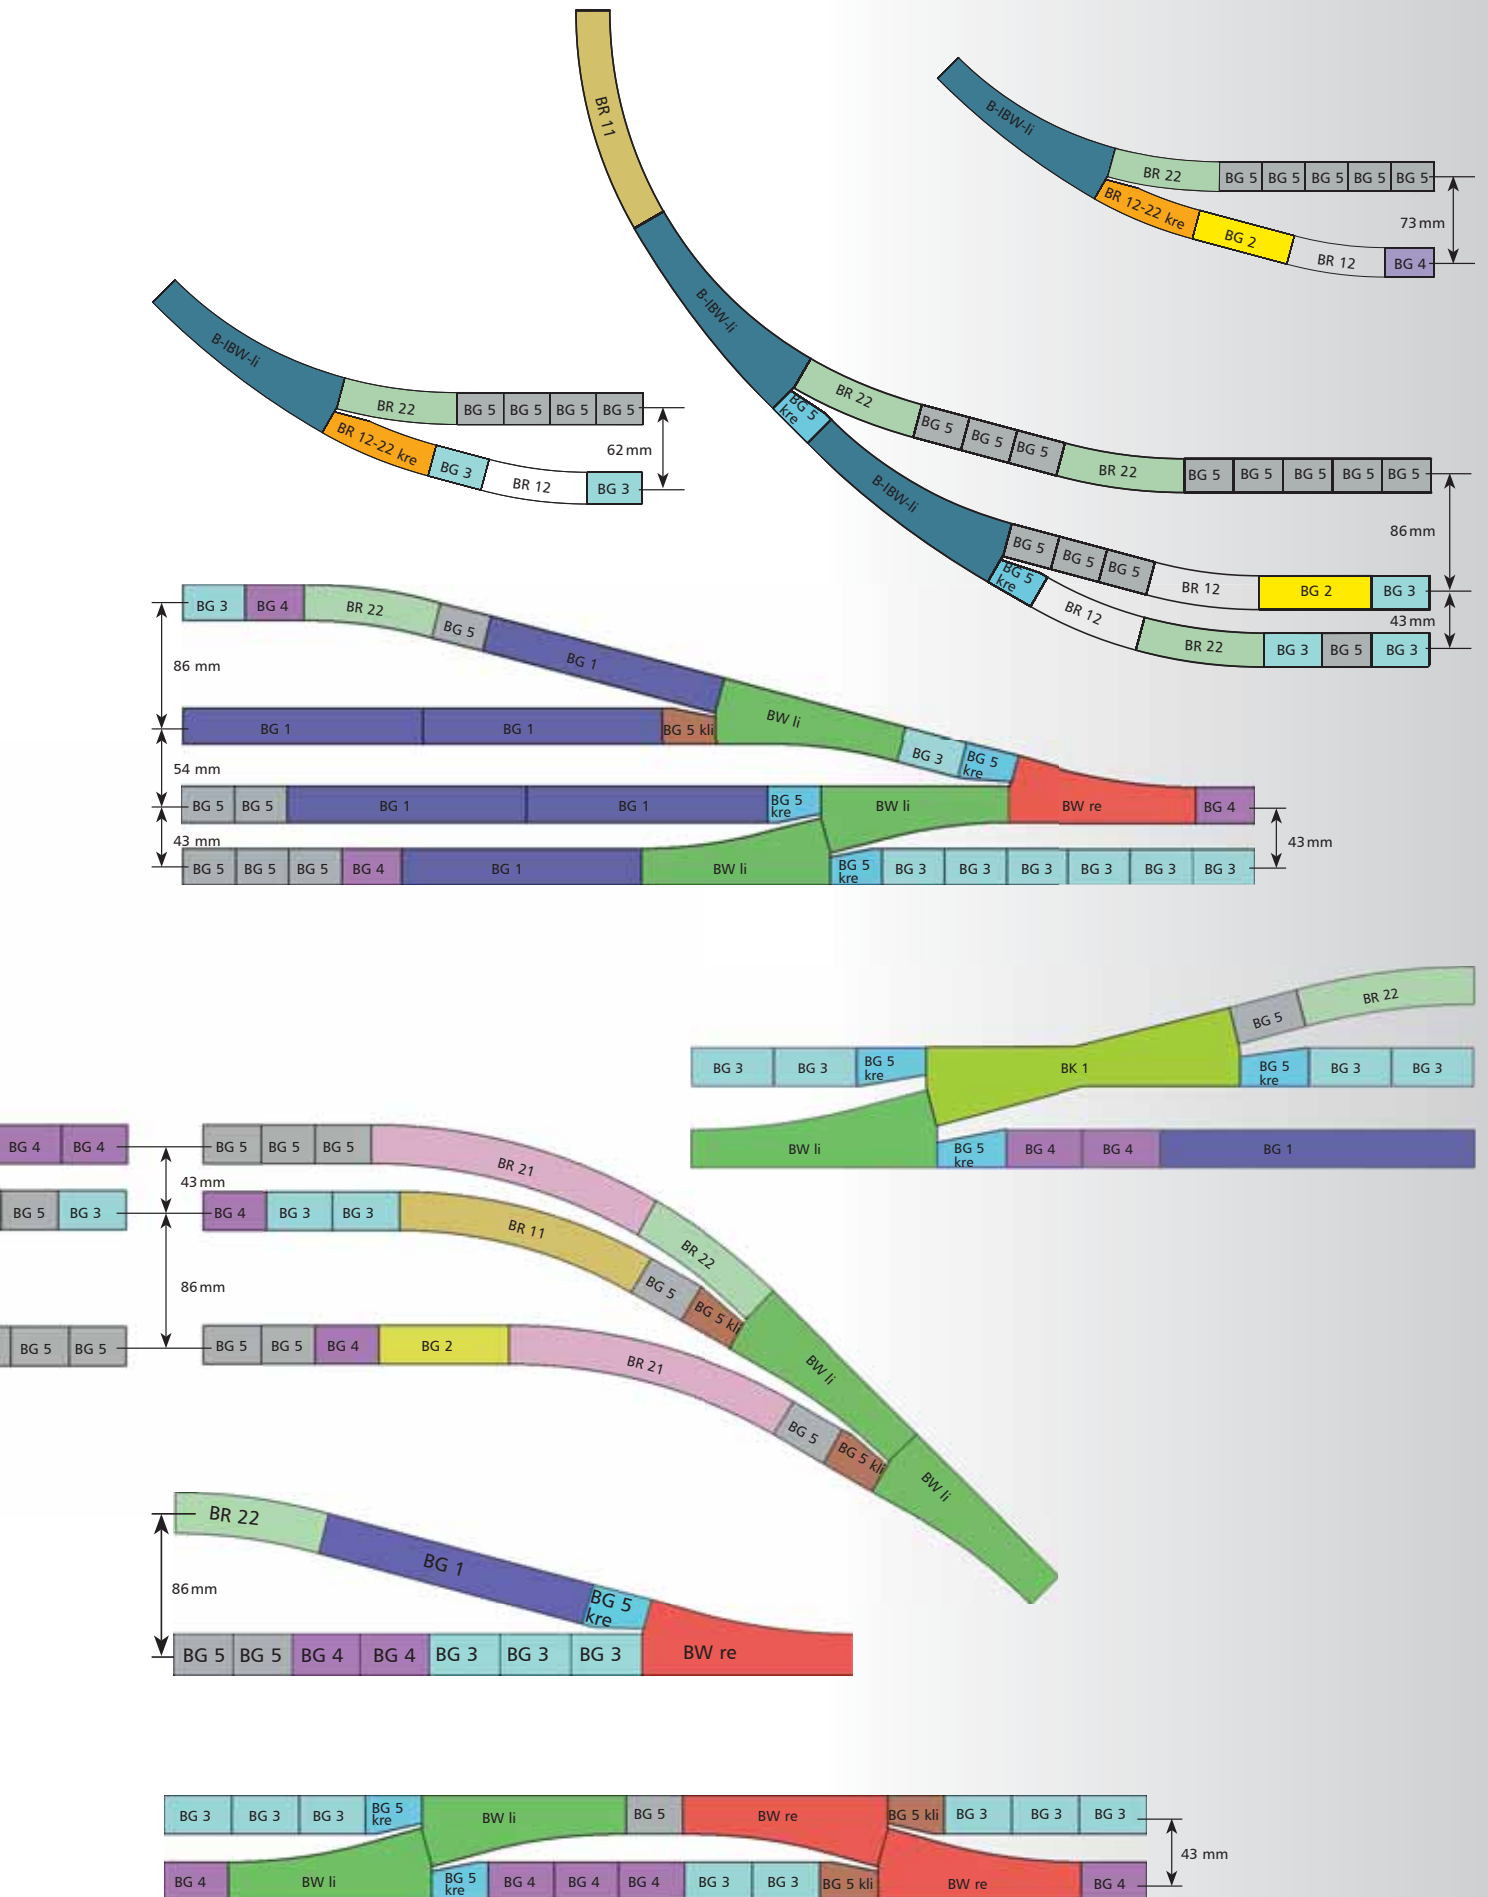 BR 11
B-IBW-li
BR 22
BG 5 BG 5 BG 5 BG 5 BG 5
73 mm
BR 12-22 kre
BG 2
BR 12
BG 4
B-IBW-li
BR 22
BG 5 BG 5 BG 5 BG 5
62 mm
BR 12-22 kre
BG 3
BR 12
BG 3
B-IBW-li
BR 22
BG 5
BG 5
BG 5
BR 22
BG 5 BG 5 BG 5 BG 5 BG 5
86 mm
BG 5
kre
B-IBW-li
BG 5
BG 5
BG 5
BR 12
BG 2
BG 3
43 mm
BG 5
kre
BR 12
BR 22
BG 3 BG 5 BG 3
BG 3 BG 4 BR 22
BG 5
BG 1
86 mm
BG 1 BG 1 BG 5 kli
BW li
BG 3
BG 5
kre
54 mm
BG 5 BG 5 BG 1 BG 1
BG 5
kre
BW li BW re BG 4
43 mm
43 mm
BG 5 BG 5 BG 5 BG 4 BG 1 BW li
BG 5
kre
BG 3 BG 3 BG 3 BG 3 BG 3 BG 3
BR 22
BG 5
BG 3 BG 3
BG 5
kre
BK 1
BG 5
kre
BG 3 BG 3
BW li
BG 5
kre
BG 4 BG 4 BG 1
BG 4 BG 4
BG 5 BG 5 BG 5
BR 21
43 mm
BR 22
BG 5 BG 3
BG 4 BG 3 BG 3
BR 11
BG 5
BG 5 kli
86 mm
BW li
BG 5 BG 5
BG 5 BG 5 BG 4 BG 2
BR 21
BG 5
BG 5 kli
BW li
BR 22
BG 1
86 mm
BG 5
kre
BG 5 BG 5 BG 4 BG 4 BG 3 BG 3 BG 3 BW re
BG 3 BG 3 BG 3
BG 5
kre
BW li BG 5 BW re BG 5 kli BG 3 BG 3 BG 3
43 mm
BG 4 BW li
BG 5
kre
BG 4 BG 4 BG 4 BG 3 BG 3 BG 5 kli BW re BG 4